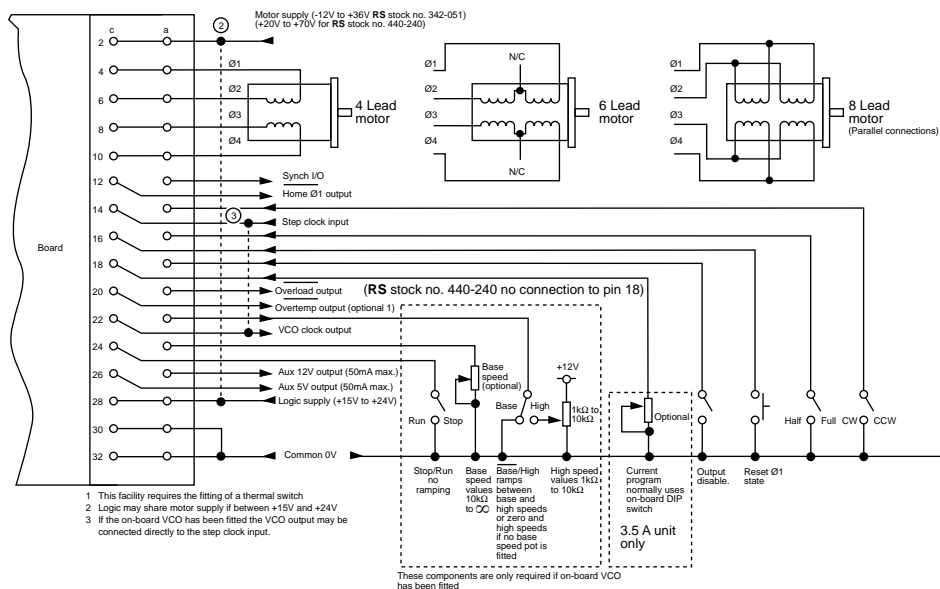 Motor supply (-12V to +36V RS stock no. 342-051)
(+20V to +70V for RS stock no. 440-240)
c a
2
2
4
6
8
10
12
14
16
18
20
22
24
26
28
30
32
Board
Ø1
Ø2
Ø3
Ø4
4 Lead
motor
N/C
Ø1
Ø2
Ø3
Ø4
N/C
6 Lead
motor
Ø1
Ø2
Ø3
Ø4
8 Lead
motor
(Parallel connections)
Synch I/O
Home Ø1 output
3
Step clock input
Overload output
(RS stock no. 440-240 no connection to pin 18)
Overtemp output (optional 1)
VCO clock output
Aux 12V output (50mA max.)
Aux 5V output (50mA max.)
Logic supply (+15V to +24V)
Common 0V
Base
speed
(optional)
+12V
Run Stop
Base High
1kΩ to
10kΩ
Optional
Half Full
CW CCW
Stop/Run
no
ramping
Base
speed
values
10kΩ
to ∞
Base/High
ramps
between
base and
high speeds
or zero and
high speeds
if no base
speed pot is
fitted
High speed
values 1kΩ
to 10kΩ
Current
program
normally uses
on-board DIP
switch
3.5 A unit
only
Output
disable.
Reset Ø1
state
1 This facility requires the fitting of a thermal switch
2 Logic may share motor supply if between +15V and +24V
3 If the on-board VCO has been fitted the VCO output may be
connected directly to the step clock input.
These components are only required if on-board VCO
has been fitted